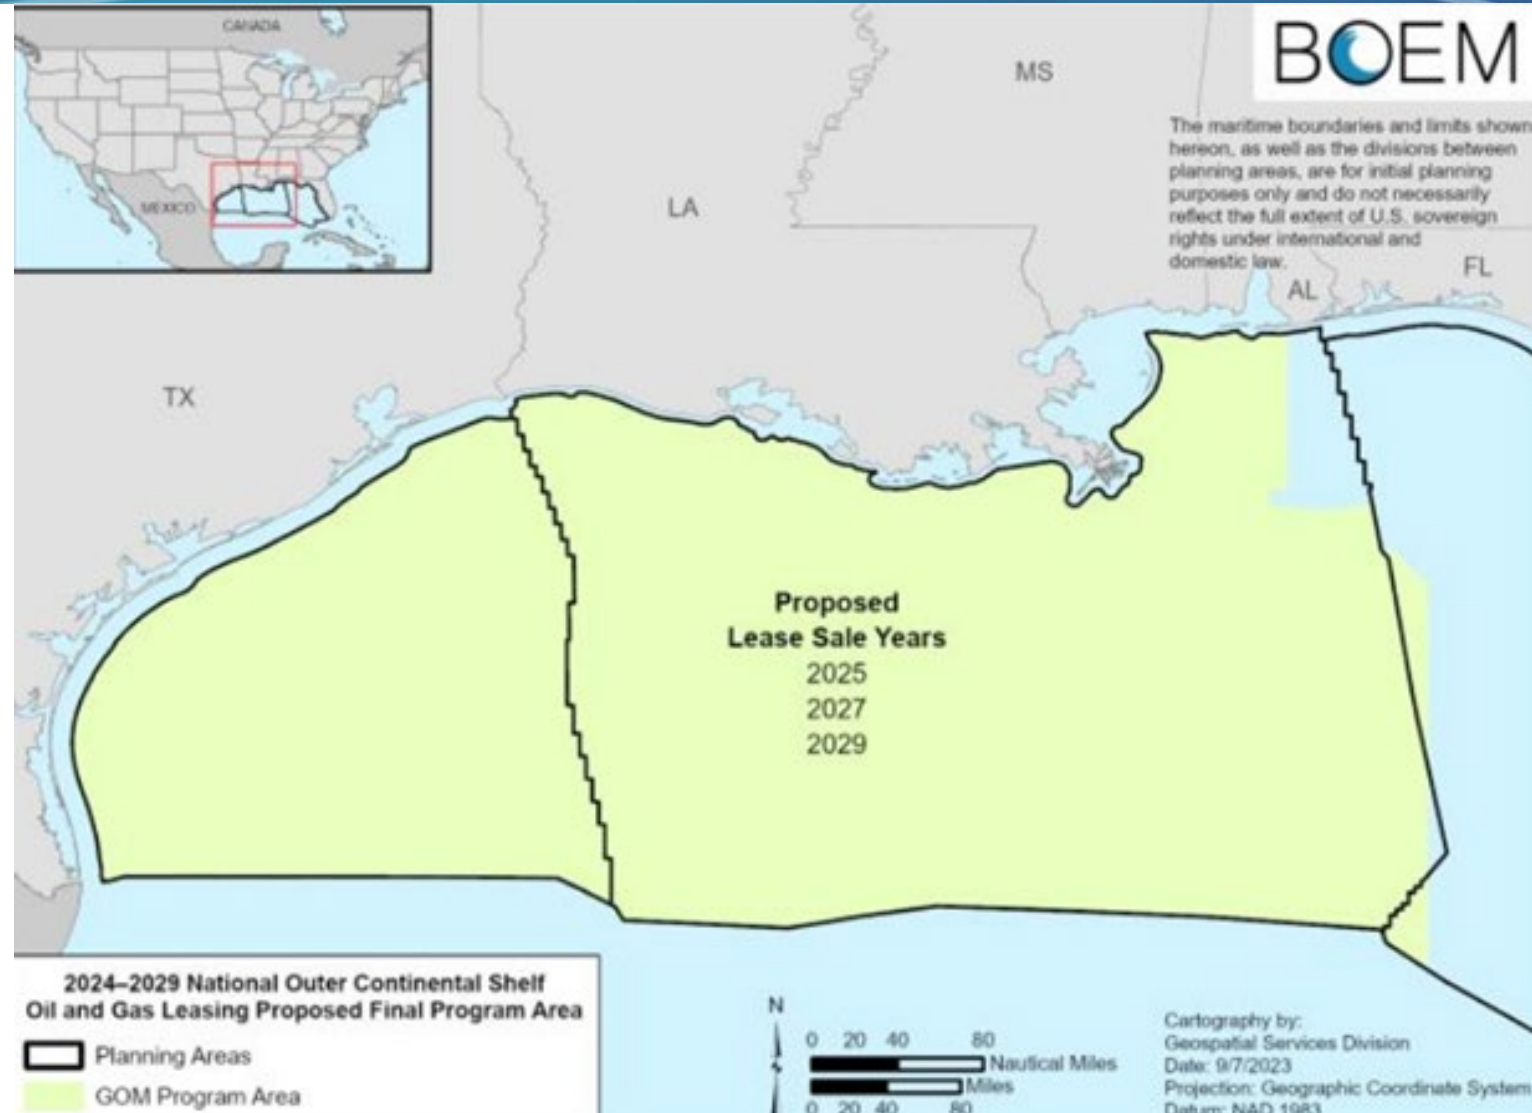 CANADA
MEXICO
BOEM
The maritime boundaries and limits shown
hereon, as well as the divisions between
planning areas, are for initial planning
purposes only and do not necessarily
reflect the full extent of U.S. sovereign
rights under international and
domestic law.
MS
LA
AL
FL
TX
Proposed
Lease Sale Years
2025
2027
2029
2024–2029 National Outer Continental Shelf
Oil and Gas Leasing Proposed Final Program Area
Planning Areas
GOM Program Area
N
0 20 40 80
Nautical Miles
Miles
0 20 40 80
Cartography by:
Geospatial Services Division
Date: 9/7/2023
Projection: Geographic Coordinate System
Datum: NAD 1983